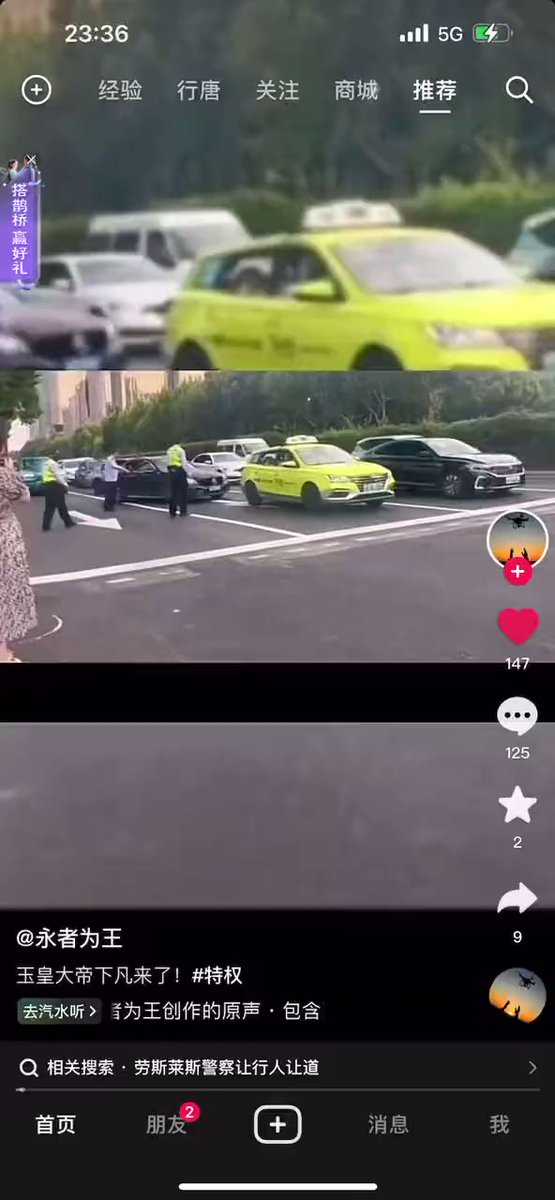 23:36
5G
经验 行唐 关注 商城 推荐
搭鹊桥 赢好礼
147
125
2
9
@永者为王
玉皇大帝下凡来了！#特权
去汽水听 者为王创作的原声 · 包含
相关搜索 · 劳斯莱斯警察让行人让道
首页 朋友 2 消息 我